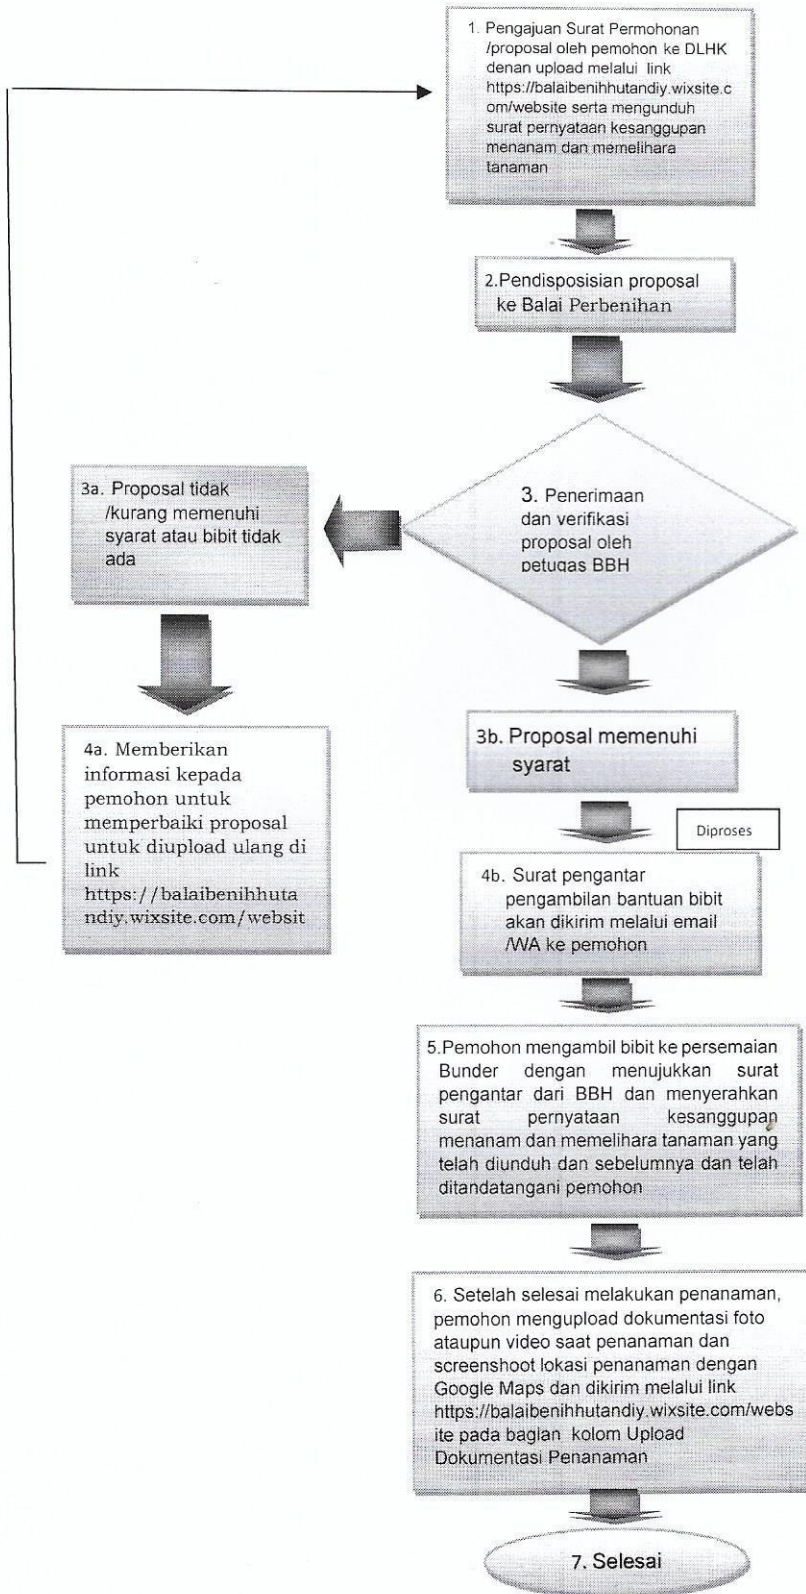 1. Pengajuan Surat Permohonan
/proposal oleh pemohon ke DLHK
denan upload melalui link
https://balaibenihhutandiy.wixsite.c
om/website serta mengunduh
surat pernyataan kesanggupan
menanam dan memelihara
tanaman
2.Pendisposisian proposal
ke Balai Perbenihan
3. Penerimaan
dan verifikasi
proposal oleh
petugas BBH
3a. Proposal tidak
/kurang memenuhi
syarat atau bibit tidak
ada
4a. Memberikan
informasi kepada
pemohon untuk
memperbaiki proposal
untuk diupload ulang di
link
https://balaibenihhuta
ndiy.wixsite.com/websit
3b. Proposal memenuhi
syarat
Diproses
4b. Surat pengantar
pengambilan bantuan bibit
akan dikirim melalui email
/WA ke pemohon
5.Pemohon mengambil bibit ke persemaian
Bunder dengan menujukkan surat
pengantar dari BBH dan menyerahkan
surat pernyataan kesanggupan
menanam dan memelihara tanaman yang
telah diunduh dan sebelumnya dan telah
ditandatangani pemohon
6. Setelah selesai melakukan penanaman,
pemohon mengupload dokumentasi foto
ataupun video saat penanaman dan
screenshoot lokasi penanaman dengan
Google Maps dan dikirim melalui link
https://balaibenihhutandiy.wixsite.com/webs
ite pada bagian kolom Upload
Dokumentasi Penanaman
7. Selesai